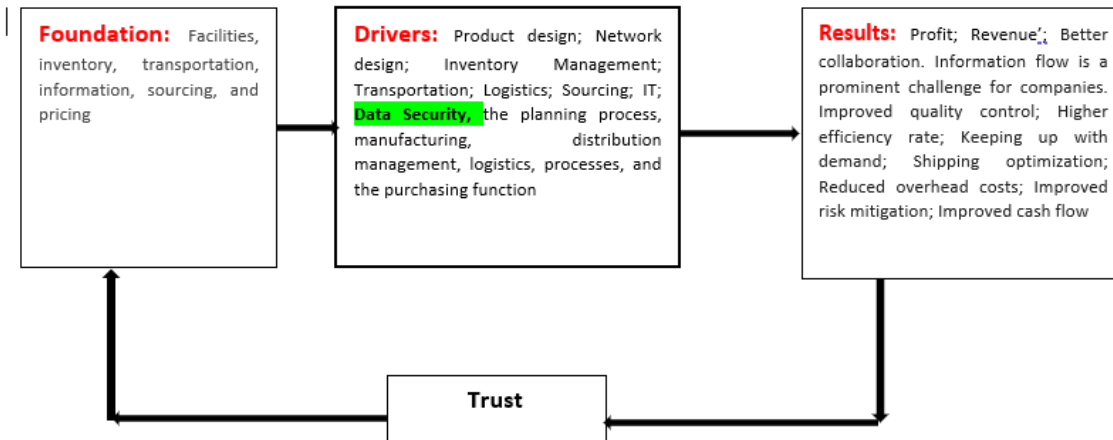 Foundation: Facilities,
inventory, transportation,
information, sourcing, and
pricing
Drivers: Product design; Network
design; Inventory Management;
Transportation; Logistics; Sourcing; IT;
Data Security, the planning process,
manufacturing, distribution
management, logistics, processes, and
the purchasing function
Results: Profit; Revenue’; Better
collaboration. Information flow is a
prominent challenge for companies.
Improved quality control; Higher
efficiency rate; Keeping up with
demand; Shipping optimization;
Reduced overhead costs; Improved
risk mitigation; Improved cash flow
Trust